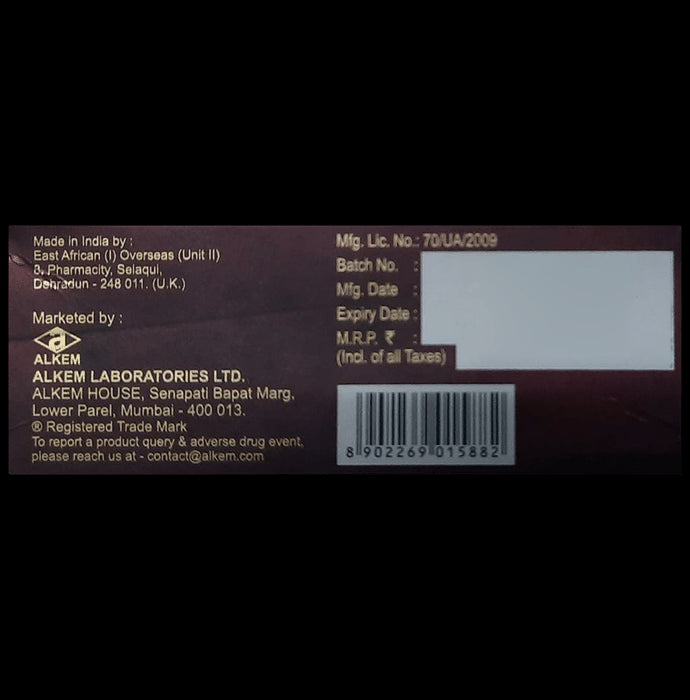 Made in India by :
East African (I) Overseas (Unit II)
3, Pharmacity, Selaqui,
Dehradun - 248 011. (U.K.)
Marketed by :
a
ALKEM
ALKEM LABORATORIES LTD.
ALKEM HOUSE, Senapati Bapat Marg,
Lower Parel, Mumbai - 400 013.
® Registered Trade Mark
To report a product query & adverse drug event,
please reach us at - contact@alkem.com
Mfg. Lic. No.: 70/UA/2009
Batch No. :
Mfg. Date :
Expiry Date :
M.R.P. ₹ :
(Incl. of all Taxes)
8 902269 015882